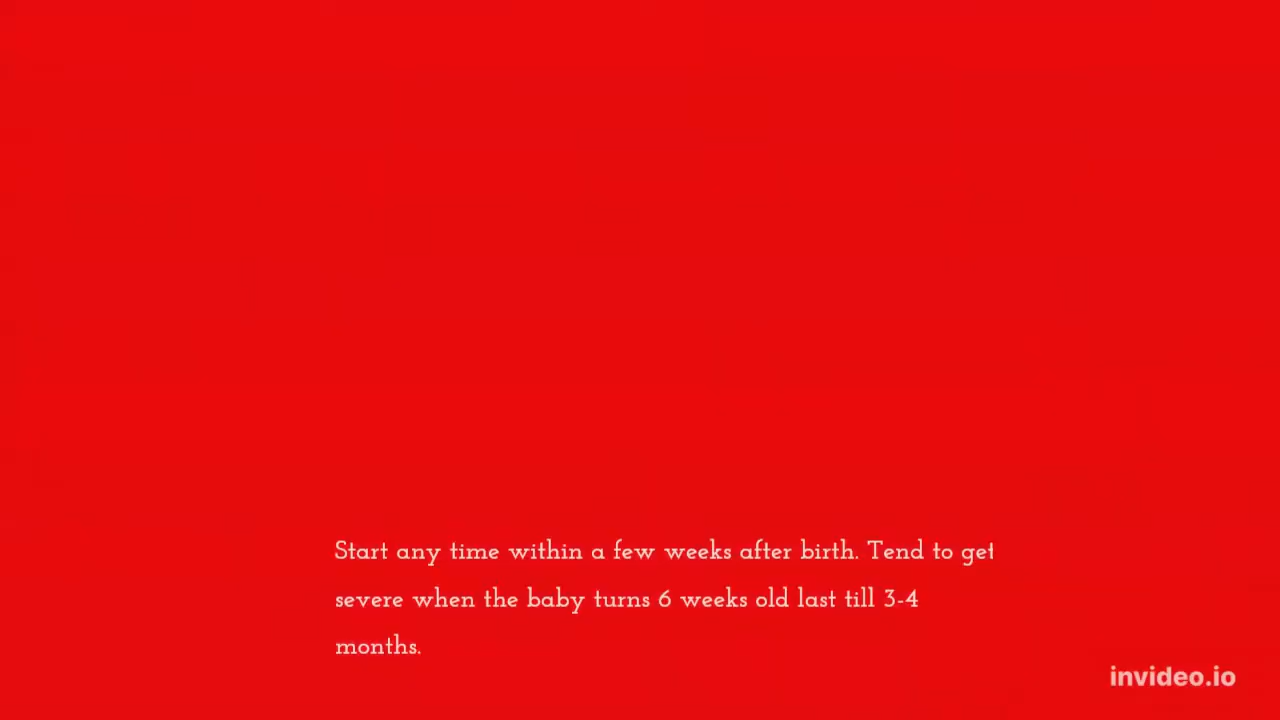 Start any time within a few weeks after birth. Tend to get
severe when the baby turns 6 weeks old last till 3-4
months.
invideo.io